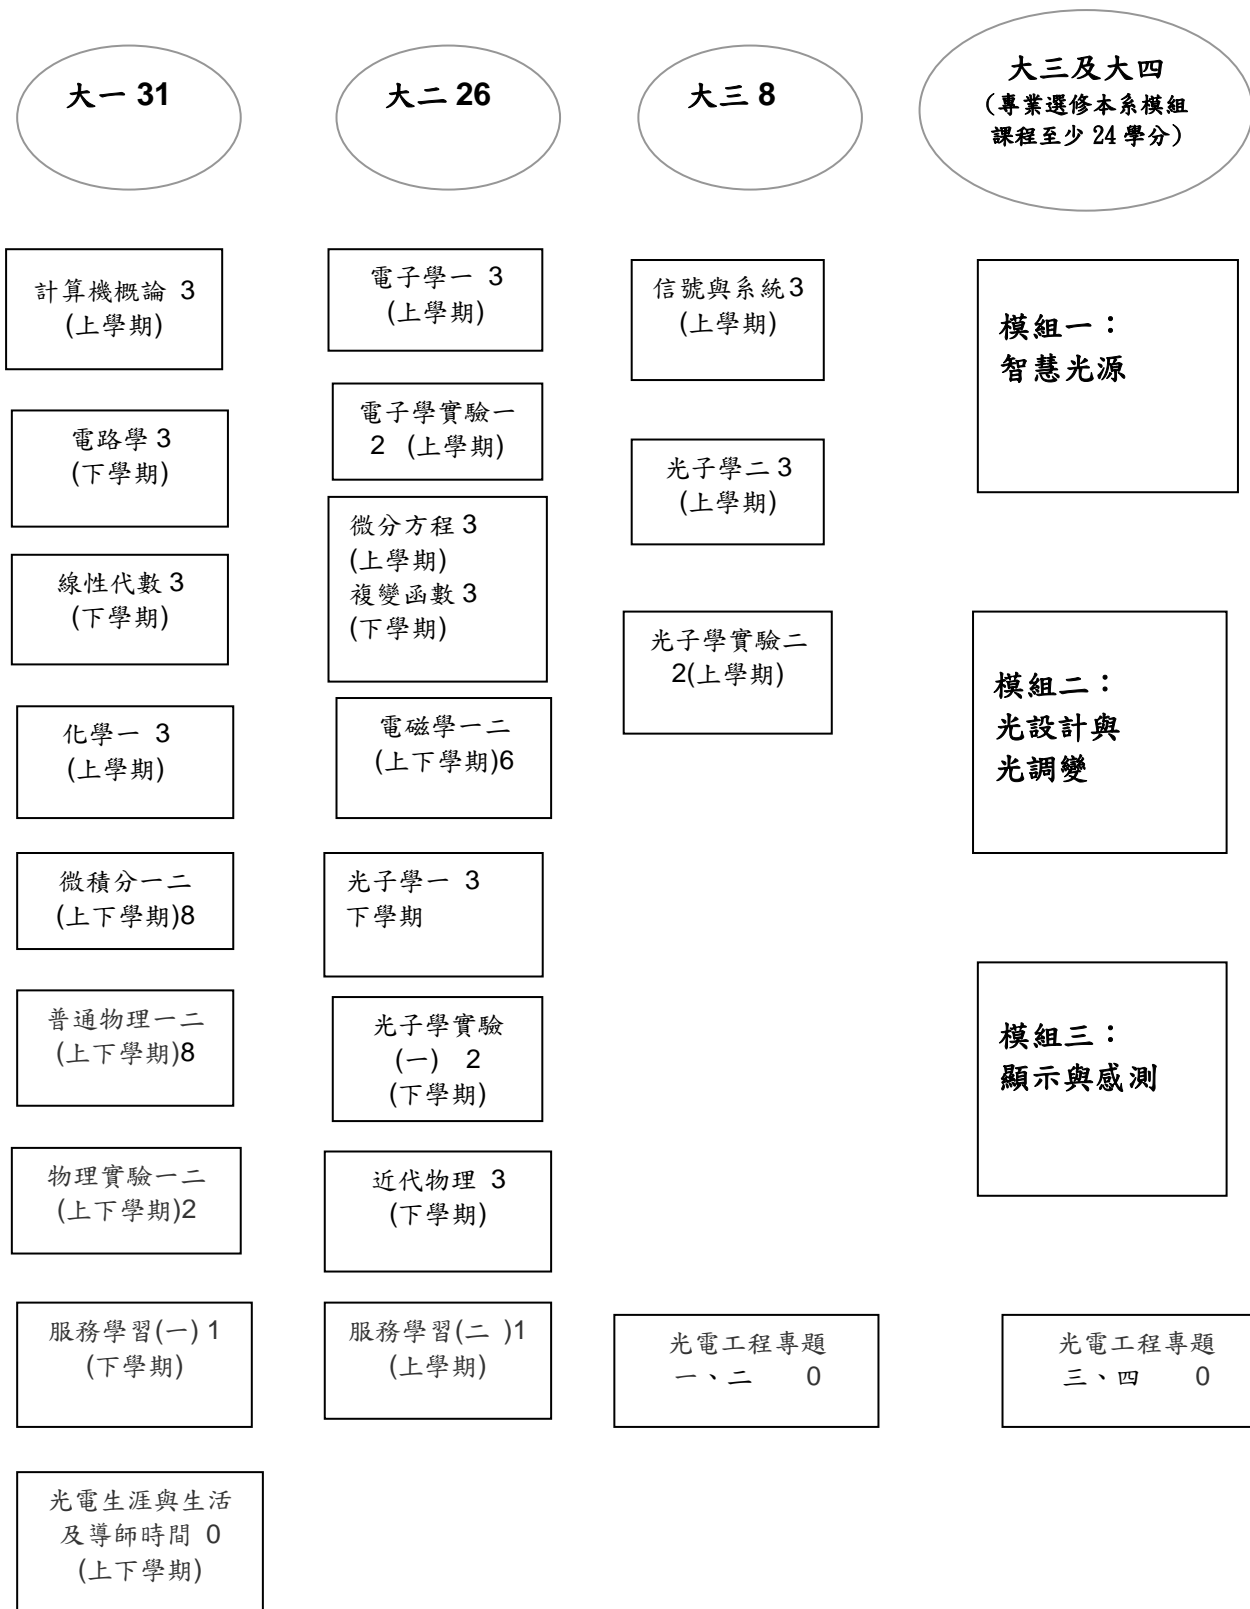 大一 31
計算機概論 3
(上學期)
電路學 3
(下學期)
線性代數 3
(下學期)
化學一 3
(上學期)
微積分一二
(上下學期)8
普通物理一二
(上下學期)8
物理實驗一二
(上下學期)2
服務學習(一) 1
(下學期)
光電生涯與生活
及導師時間 0
(上下學期)
大二 26
電子學一 3
(上學期)
電子學實驗一
2 (上學期)
微分方程 3
(上學期)
複變函數 3
(下學期)
電磁學一二
(上下學期)6
光子學一 3
下學期
光子學實驗
(一) 2
(下學期)
近代物理 3
(下學期)
服務學習(二 )1
(上學期)
大三 8
信號與系統 3
(上學期)
光子學二 3
(上學期)
光子學實驗二
2(上學期)
光電工程專題
一、二 0
大三及大四
(專業選修本系模組
課程至少 24 學分)
模組一：
智慧光源
模組二：
光設計與
光調變
模組三：
顯示與感測
光電工程專題
三、四 0